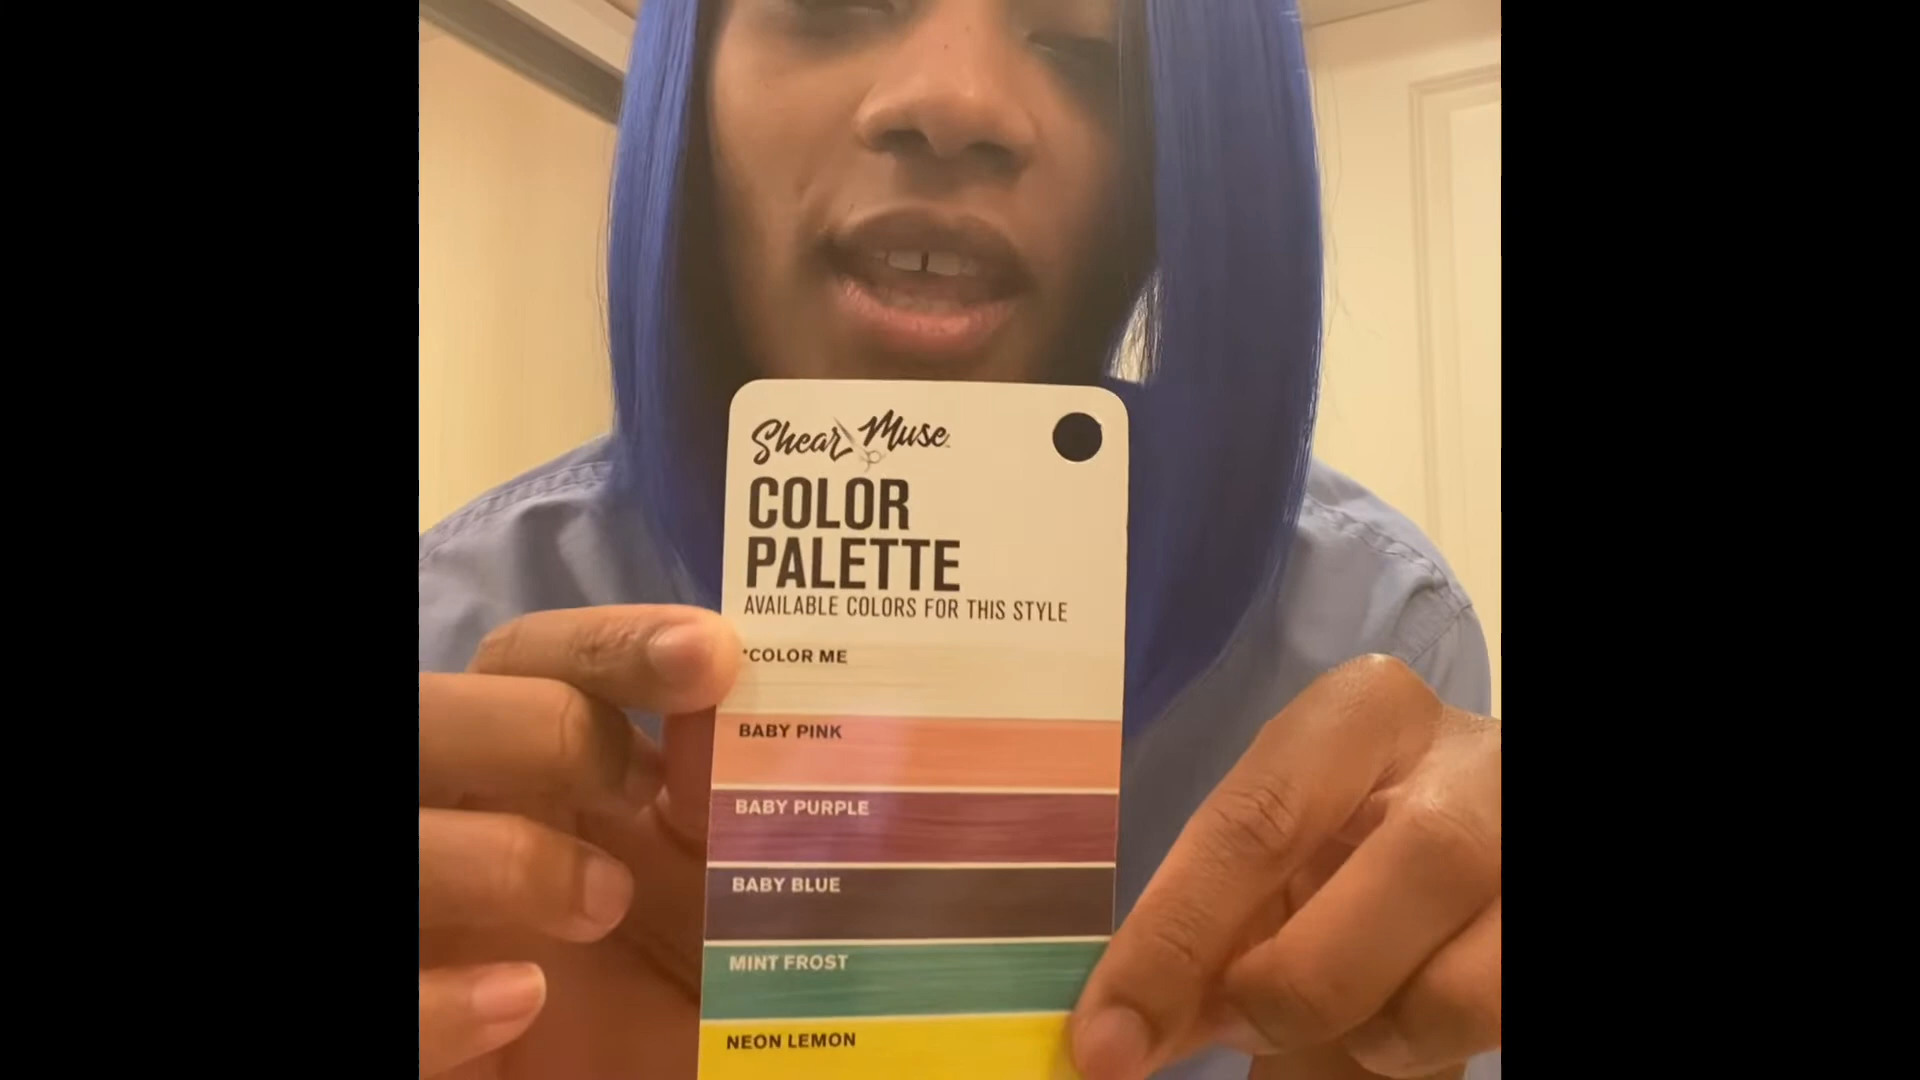 Shear Muse
COLOR
PALETTE
AVAILABLE COLORS FOR THIS STYLE
*COLOR ME
BABY PINK
BABY PURPLE
BABY BLUE
MINT FROST
NEON LEMON